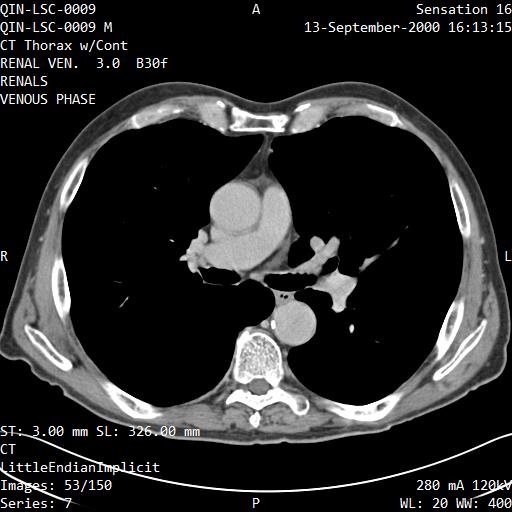 QIN-LSC-0009
A
Sensation 16
QIN-LSC-0009 M
13-September-2000 16:13:15
CT Thorax w/Cont
RENAL VEN.  3.0  B30f
RENALS
VENOUS PHASE
R
L
ST: 3.00 mm SL: 326.00 mm
CT
LittleEndianImplicit
Images: 53/150
280 mA 120kV
Series: 7
P
WL: 20 WW: 400